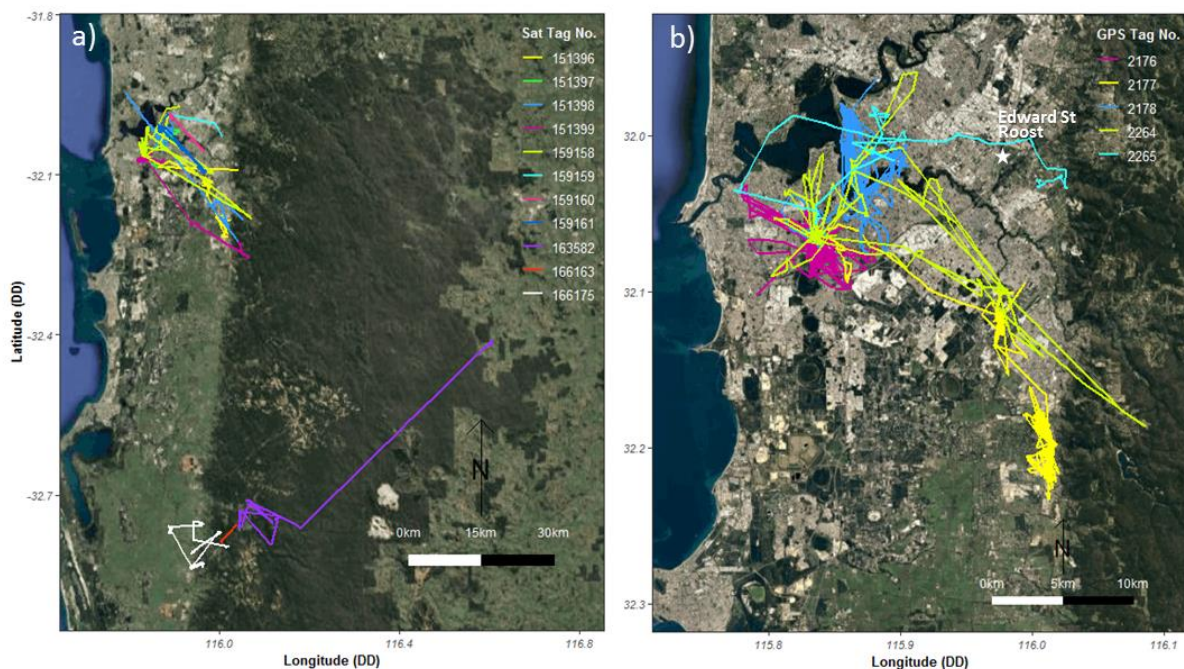 a)
Sat Tag No.
151396
151397
151398
151399
159158
159159
159160
159161
163582
166163
166175
-31.8
-32.1
-32.4
-32.7
Latitude (DD)
N
0km 15km 30km
116.0 116.4 116.8
Longitude (DD)
b)
GPS Tag No.
2176
2177
2178
2264
2265
Edward St
Roost
32.0
32.1
32.2
32.3
N
0km 5km 10km
115.8 115.9 116.0 116.1
Longitude (DD)